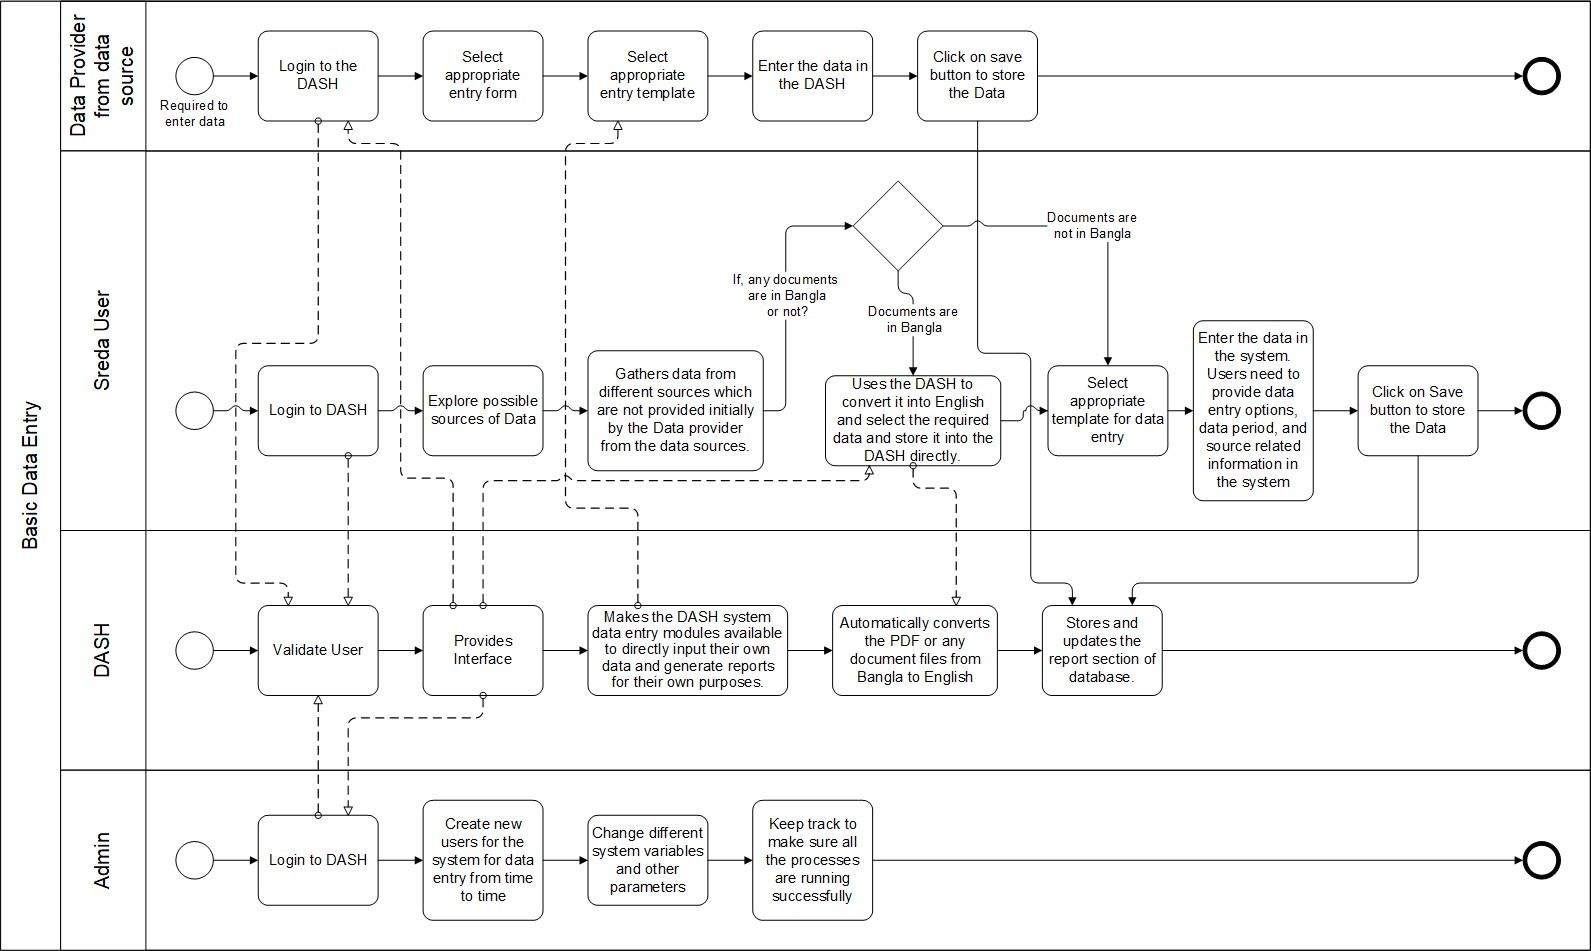 Basic Data Entry
Data Provider
from data
source
Required to
enter data
Login to the
DASH
Select
appropriate
entry form
Select
appropriate
entry template
Enter the data in
the DASH
Click on save
button to store
the Data
Sreda User
Login to DASH
Explore possible
sources of Data
Gathers data from
different sources which
are not provided initially
by the Data provider
from the data sources.
If, any documents
are in Bangla
or not?
Documents are
in Bangla
Documents are
not in Bangla
Uses the DASH to
convert it into English
and select the required
data and store it into the
DASH directly.
Select
appropriate
template for data
entry
Enter the data in
the system.
Users need to
provide data
entry options,
data period, and
source related
information in
the system
Click on Save
button to store
the Data
DASH
Validate User
Provides
Interface
Makes the DASH system
data entry modules available
to directly input their own
data and generate reports
for their own purposes.
Automatically converts
the PDF or any
document files from
Bangla to English
Stores and
updates the
report section of
database.
Admin
Login to DASH
Create new
users for the
system for data
entry from time
to time
Change different
system variables
and other
parameters
Keep track to
make sure all
the processes
are running
successfully